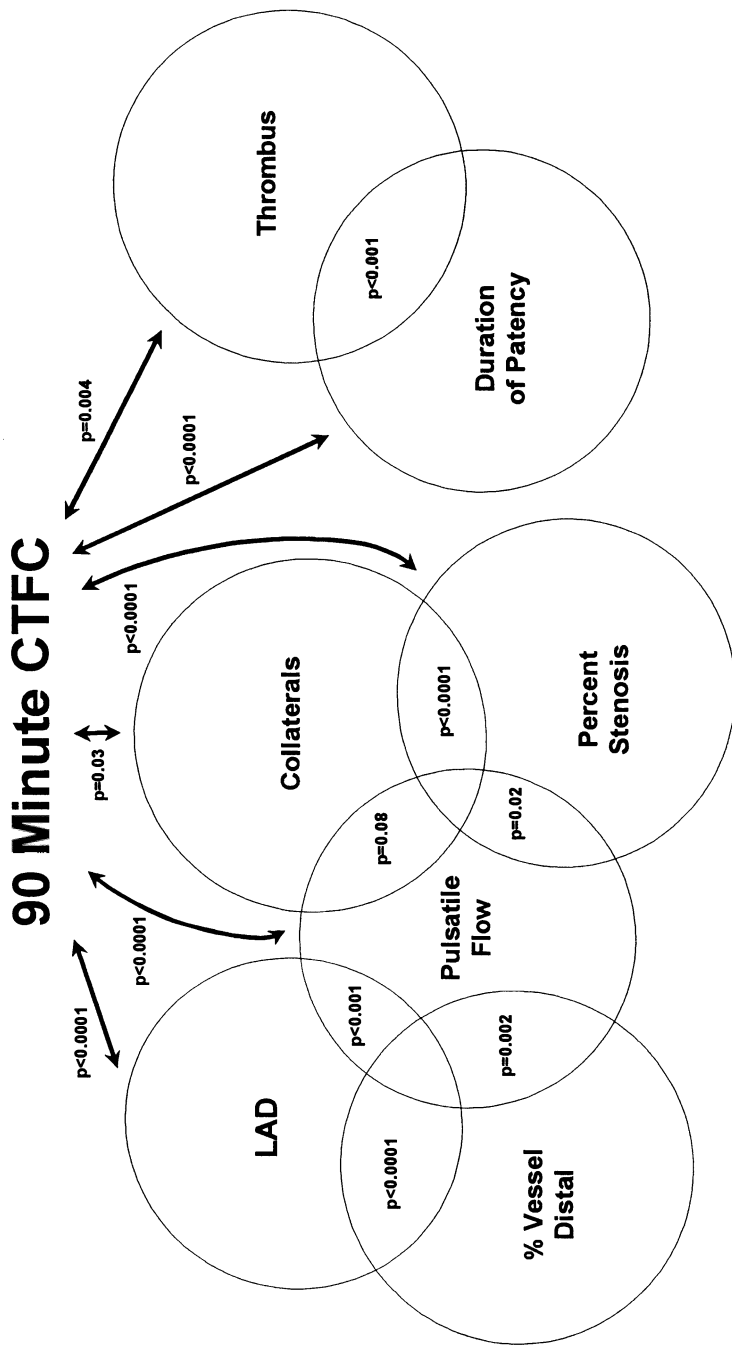 90 Minute CTFC
p<0.0001
p<0.0001
p=0.03
p<0.0001
p<0.0001
p=0.004
LAD
Collaterals
Thrombus
p<0.001
p=0.08
p<0.001
p<0.0001
Pulsatile
Flow
p<0.0001
Duration
of Patency
p=0.002
p=0.02
% Vessel
Distal
Percent
Stenosis